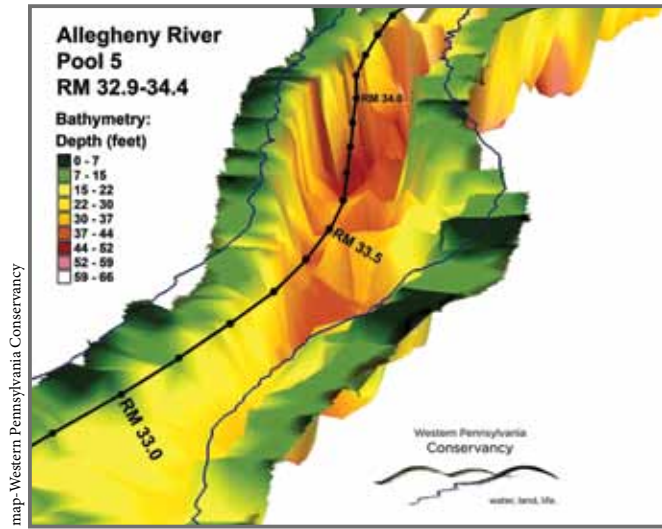 Allegheny River
Pool 5
RM 32.9-34.4
Bathymetry:
Depth (feet)
0 - 7
7 - 15
15 - 22
22 - 30
30 - 37
37 - 44
44 - 52
52 - 59
59 - 66
RM 34.0
RM 33.5
RM 33.0
map-Western Pennsylvania Conservancy
Western Pennsylvania
Conservancy
water, land, life.